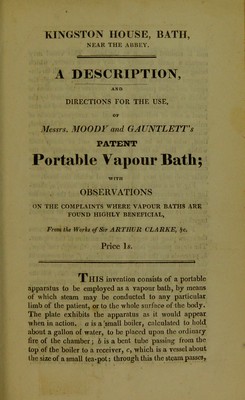 KINGSTON HOUSE, BATH,
NEAR THE ABBEY.
A DESCRIPTION,
AND
DIRECTIONS FOR THE USE,
OF
Messrs. MOODY and GAUNTLETT's
PATENT
Portable Vapour Bath;
WITH
OBSERVATIONS
ON THE COMPLAINTS WHERE VAPOUR BATHS ARE
FOUND HIGHLY BENEFICIAL,
From the Works of Sir ARTHUR CLARKE, &c.
Price 1s.
THIS invention consists of a portable
apparatus to be employed as a vapour bath, by means
of which steam may be conducted to any particular
limb of the patient, or to the whole surface of the body.
The plate exhibits the apparatus as it would appear
when in action. a is a small boiler, calculated to hold
about a gallon of water, to be placed upon the ordinary
fire of the chamber; b is a bent tube passing from the
top of the boiler to a receiver, c, which is a vessel about
the size of a small tea-pot: through this the steam passes,